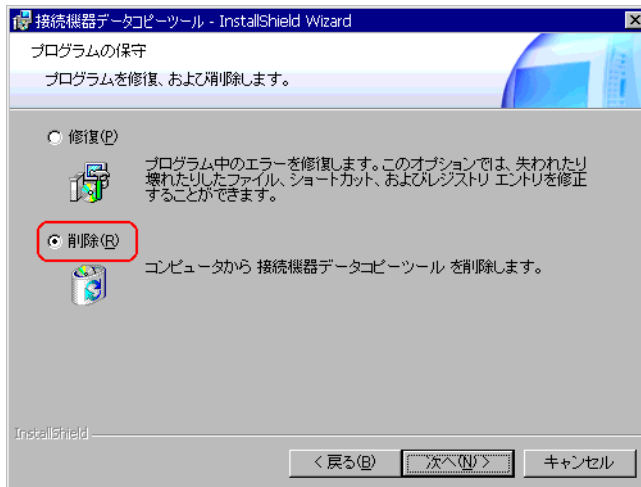 接続機器データコピーツール - InstallShield Wizard
プログラムの保守
プログラムを修復、および削除します。
修復(P)
プログラム中のエラーを修復します。このオプションでは、失われたり
壊れたりしたファイル、ショートカット、およびレジストリ エントリを修正
することができます。
削除(R)
コンピュータから 接続機器データコピーツール を削除します。
InstallShield
< 戻る(B)
次へ(N) >
キャンセル